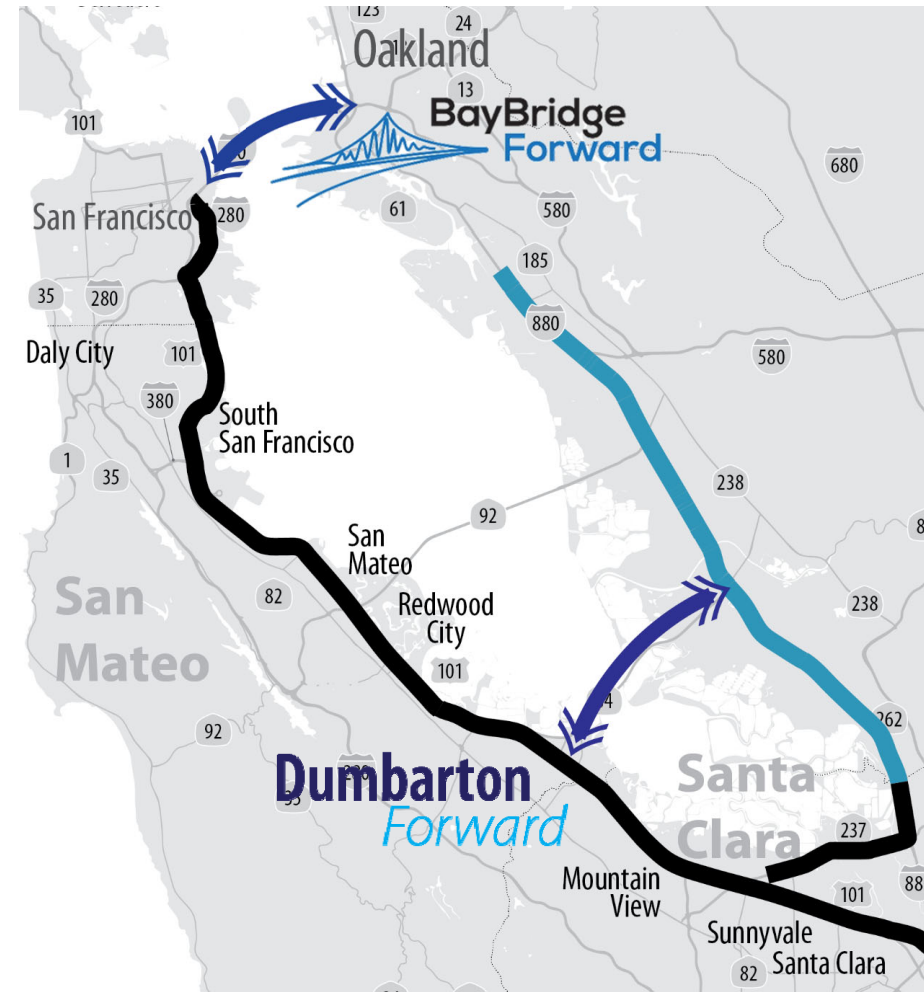 123
24
Oakland
13
BayBridge
Forward
101
680
San Francisco
280
61
580
185
35
280
880
Daly City
101
580
380
South
San Francisco
1
35
238
92
San
Mateo
82
San
Mateo
Redwood
City
238
101
92
262
Dumbarton
Forward
Santa
Clara
237
Mountain
View
101
Sunnyvale
Santa Clara
82